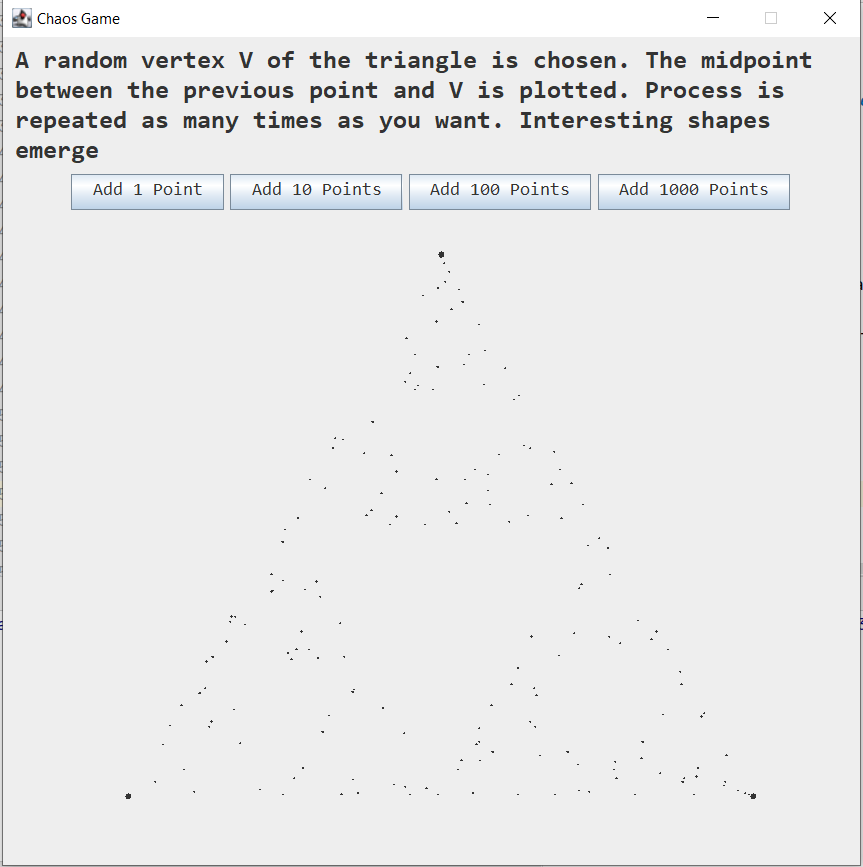 Chaos Game
A random vertex V of the triangle is chosen. The midpoint
between the previous point and V is plotted. Process is
repeated as many times as you want. Interesting shapes
emerge
Add 1 Point Add 10 Points Add 100 Points Add 1000 Points